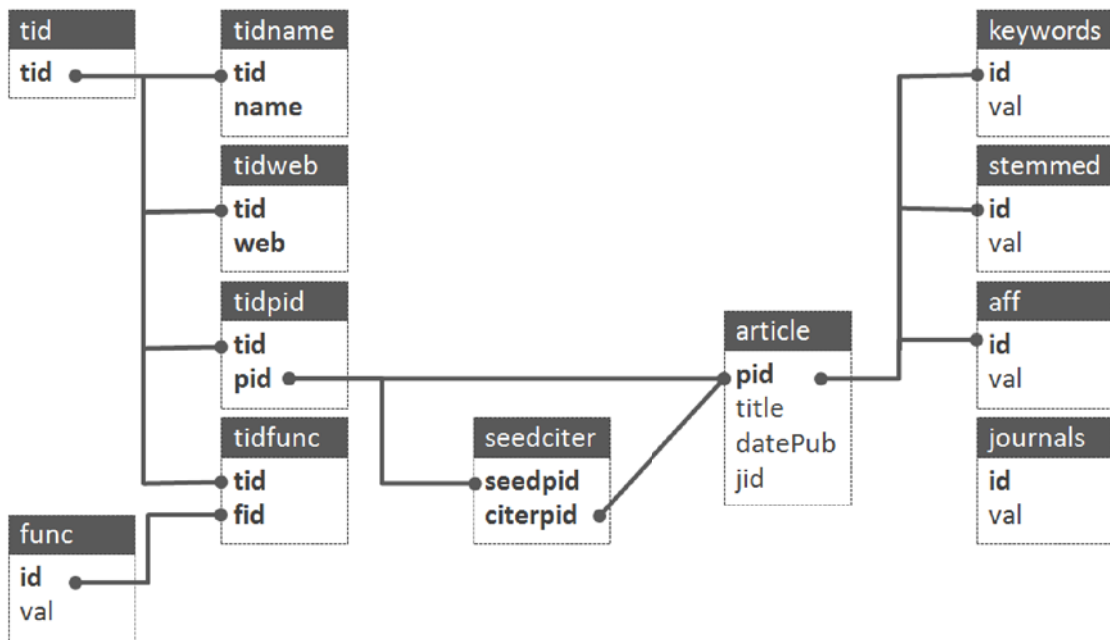 tid
tid
tidname
tid
name
tidweb
tid
web
tidpid
tid
pid
tidfunc
tid
fid
func
id
val
seedciter
seedpid
citerpid
article
pid
title
datePub
jid
keywords
id
val
stemmed
id
val
aff
id
val
journals
id
val